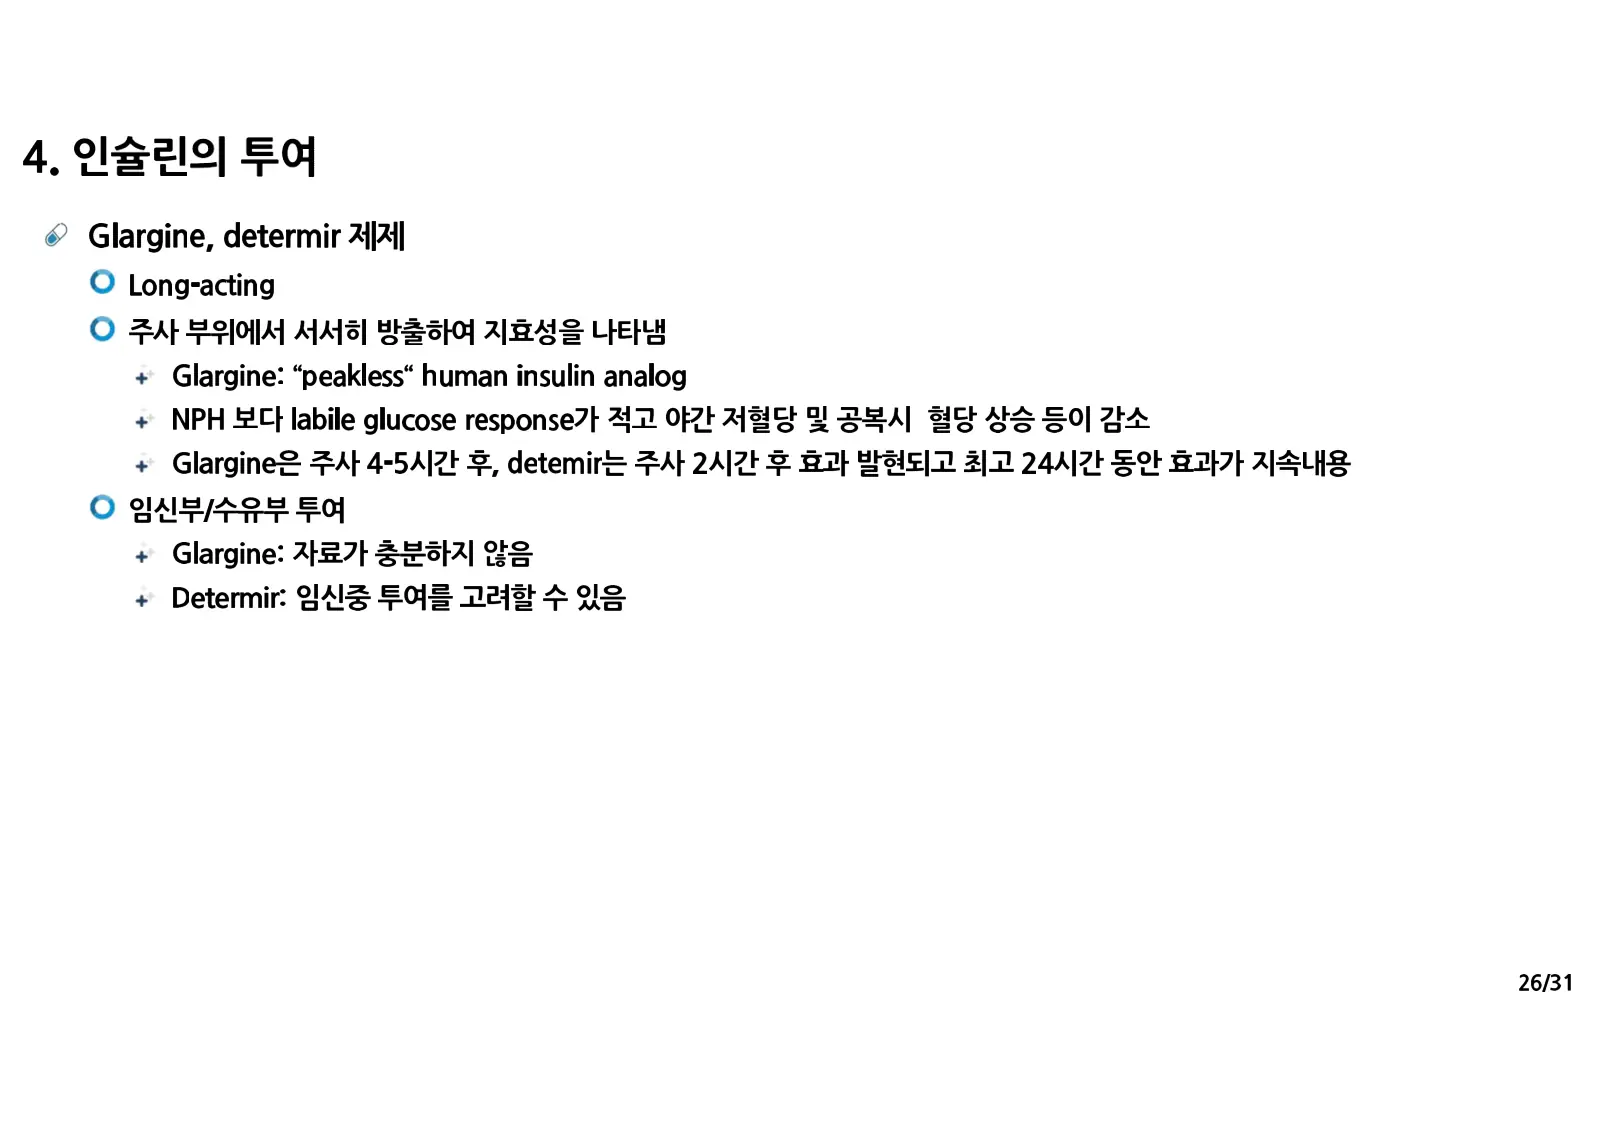 4. 인슐린의 투여
Glargine, determir 제제
Long-acting
주사 부위에서 서서히 방출하여 지효성을 나타냄
Glargine: “peakless“ human insulin analog
NPH 보다 labile glucose response가 적고 야간 저혈당 및 공복시 혈당 상승 등이 감소
Glargine은 주사 4-5시간 후, detemir는 주사 2시간 후 효과 발현되고 최고 24시간 동안 효과가 지속내용
임신부/수유부 투여
Glargine: 자료가 충분하지 않음
Determir: 임신중 투여를 고려할 수 있음
26/31